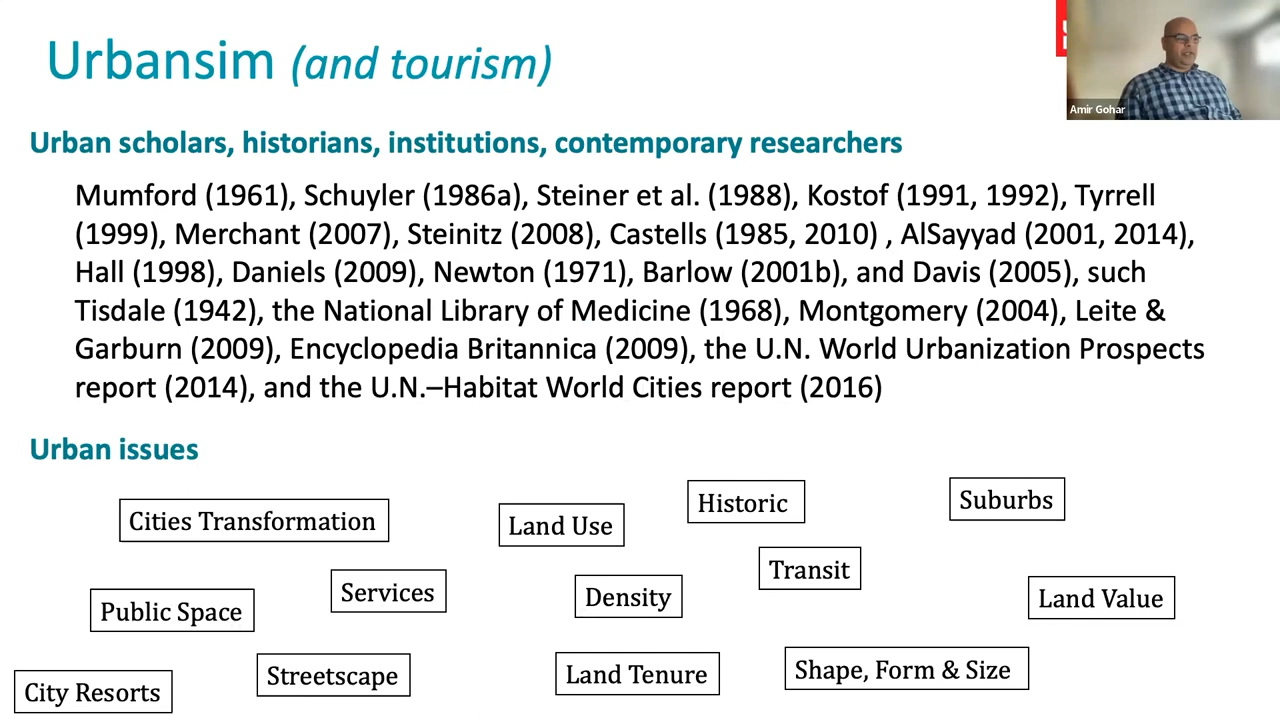 Urbansim (and tourism)
Amir Gohar
Urban scholars, historians, institutions, contemporary researchers
Mumford (1961), Schuyler (1986a), Steiner et al. (1988), Kostof (1991, 1992), Tyrrell
(1999), Merchant (2007), Steinitz (2008), Castells (1985, 2010) , AlSayyad (2001, 2014),
Hall (1998), Daniels (2009), Newton (1971), Barlow (2001b), and Davis (2005), such
Tisdale (1942), the National Library of Medicine (1968), Montgomery (2004), Leite &
Garburn (2009), Encyclopedia Britannica (2009), the U.N. World Urbanization Prospects
report (2014), and the U.N.–Habitat World Cities report (2016)
Urban issues
Cities Transformation
Land Use
Historic
Suburbs
Public Space
Services
Density
Transit
Land Value
City Resorts
Streetscape
Land Tenure
Shape, Form & Size